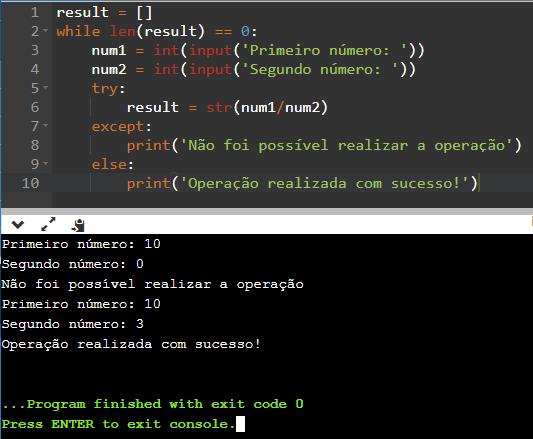 1 result = []
2 while len(result) == 0:
3     num1 = int(input('Primeiro número: '))
4     num2 = int(input('Segundo número: '))
5     try:
6         result = str(num1/num2)
7     except:
8         print('Não foi possível realizar a operação')
9     else:
10         print('Operação realizada com sucesso!')
Primeiro número: 10
Segundo número: 0
Não foi possível realizar a operação
Primeiro número: 10
Segundo número: 3
Operação realizada com sucesso!
...Program finished with exit code 0
Press ENTER to exit console.